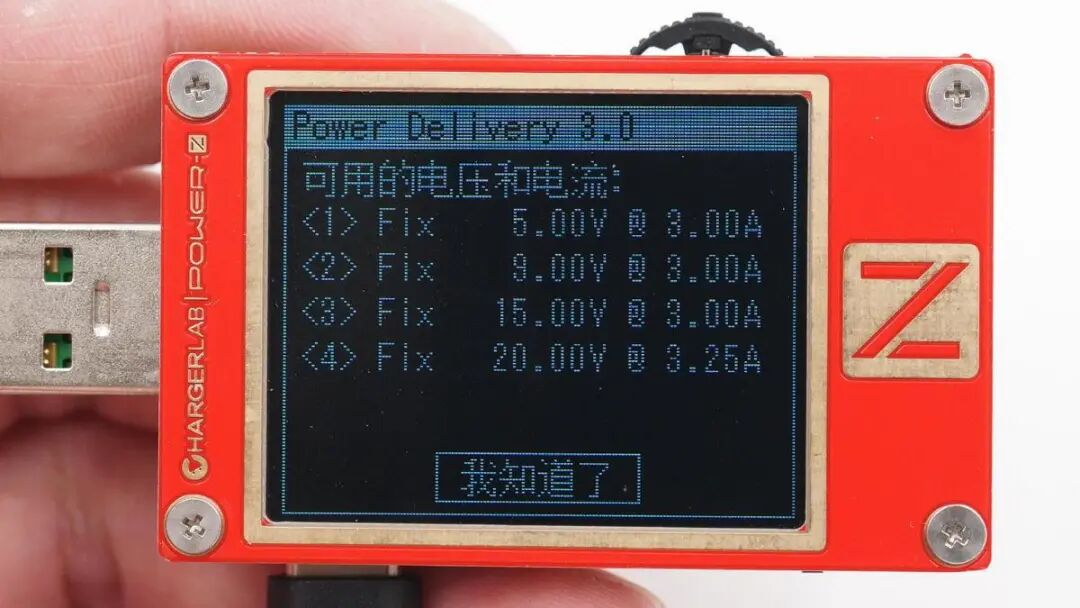 Power Delivery 3.0
可用的电压和电流:
<1> Fix 5.00V @ 3.00A
<2> Fix 9.00V @ 3.00A
<3> Fix 15.00V @ 3.00A
<4> Fix 20.00V @ 3.25A
我知道了
CHARGERLAB | POWER-Z
Z